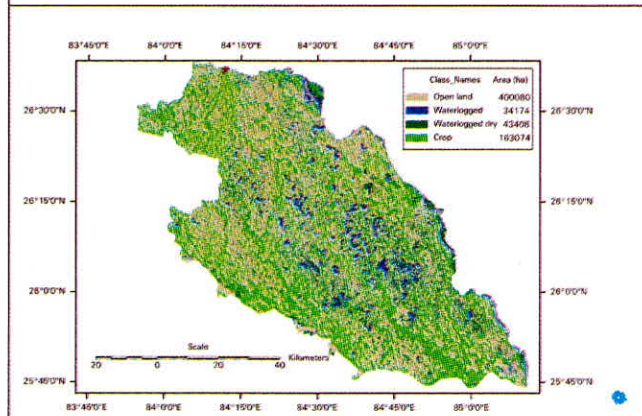 83°45'0"E 84°0'0"E 84°15'0"E 84°30'0"E 84°45'0"E 85°0'0"E
Class_Names Area (ha)
Open land 400080
Waterlogged 34174
Waterlogged dry 43406
Crop 163074
26°30'0"N 26°30'0"N
26°15'0"N 26°15'0"N
26°0'0"N 26°0'0"N
Scale
Kilometers
20 10 0 20 40
25°45'0"N 25°45'0"N
83°45'0"E 84°0'0"E 84°15'0"E 84°30'0"E 84°45'0"E 85°0'0"E